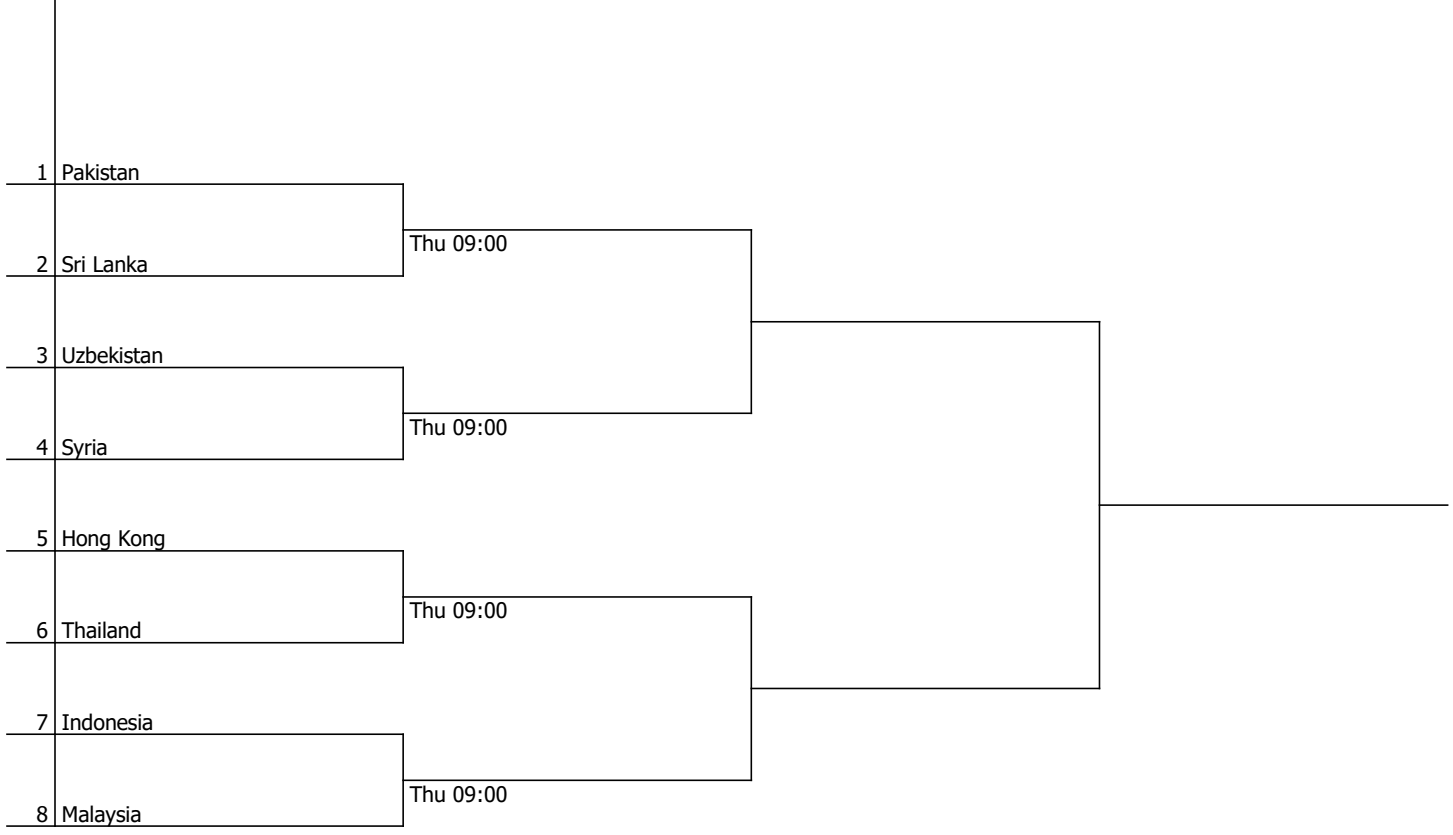 1 Pakistan
Thu 09:00
2 Sri Lanka
3 Uzbekistan
Thu 09:00
4 Syria
5 Hong Kong
Thu 09:00
6 Thailand
7 Indonesia
Thu 09:00
8 Malaysia